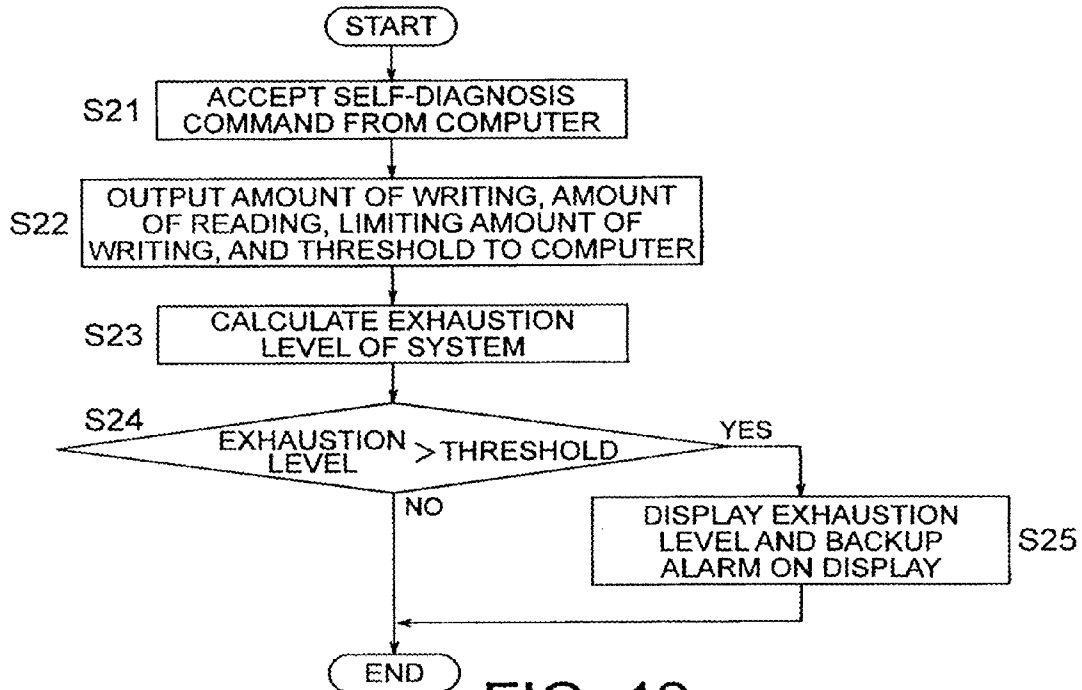 START
S21
ACCEPT SELF-DIAGNOSIS
COMMAND FROM COMPUTER
S22
OUTPUT AMOUNT OF WRITING, AMOUNT
OF READING, LIMITING AMOUNT OF
WRITING, AND THRESHOLD TO COMPUTER
S23
CALCULATE EXHAUSTION
LEVEL OF SYSTEM
S24
EXHAUSTION
LEVEL > THRESHOLD
YES
NO
DISPLAY EXHAUSTION
LEVEL AND BACKUP
ALARM ON DISPLAY
S25
END
FIG.